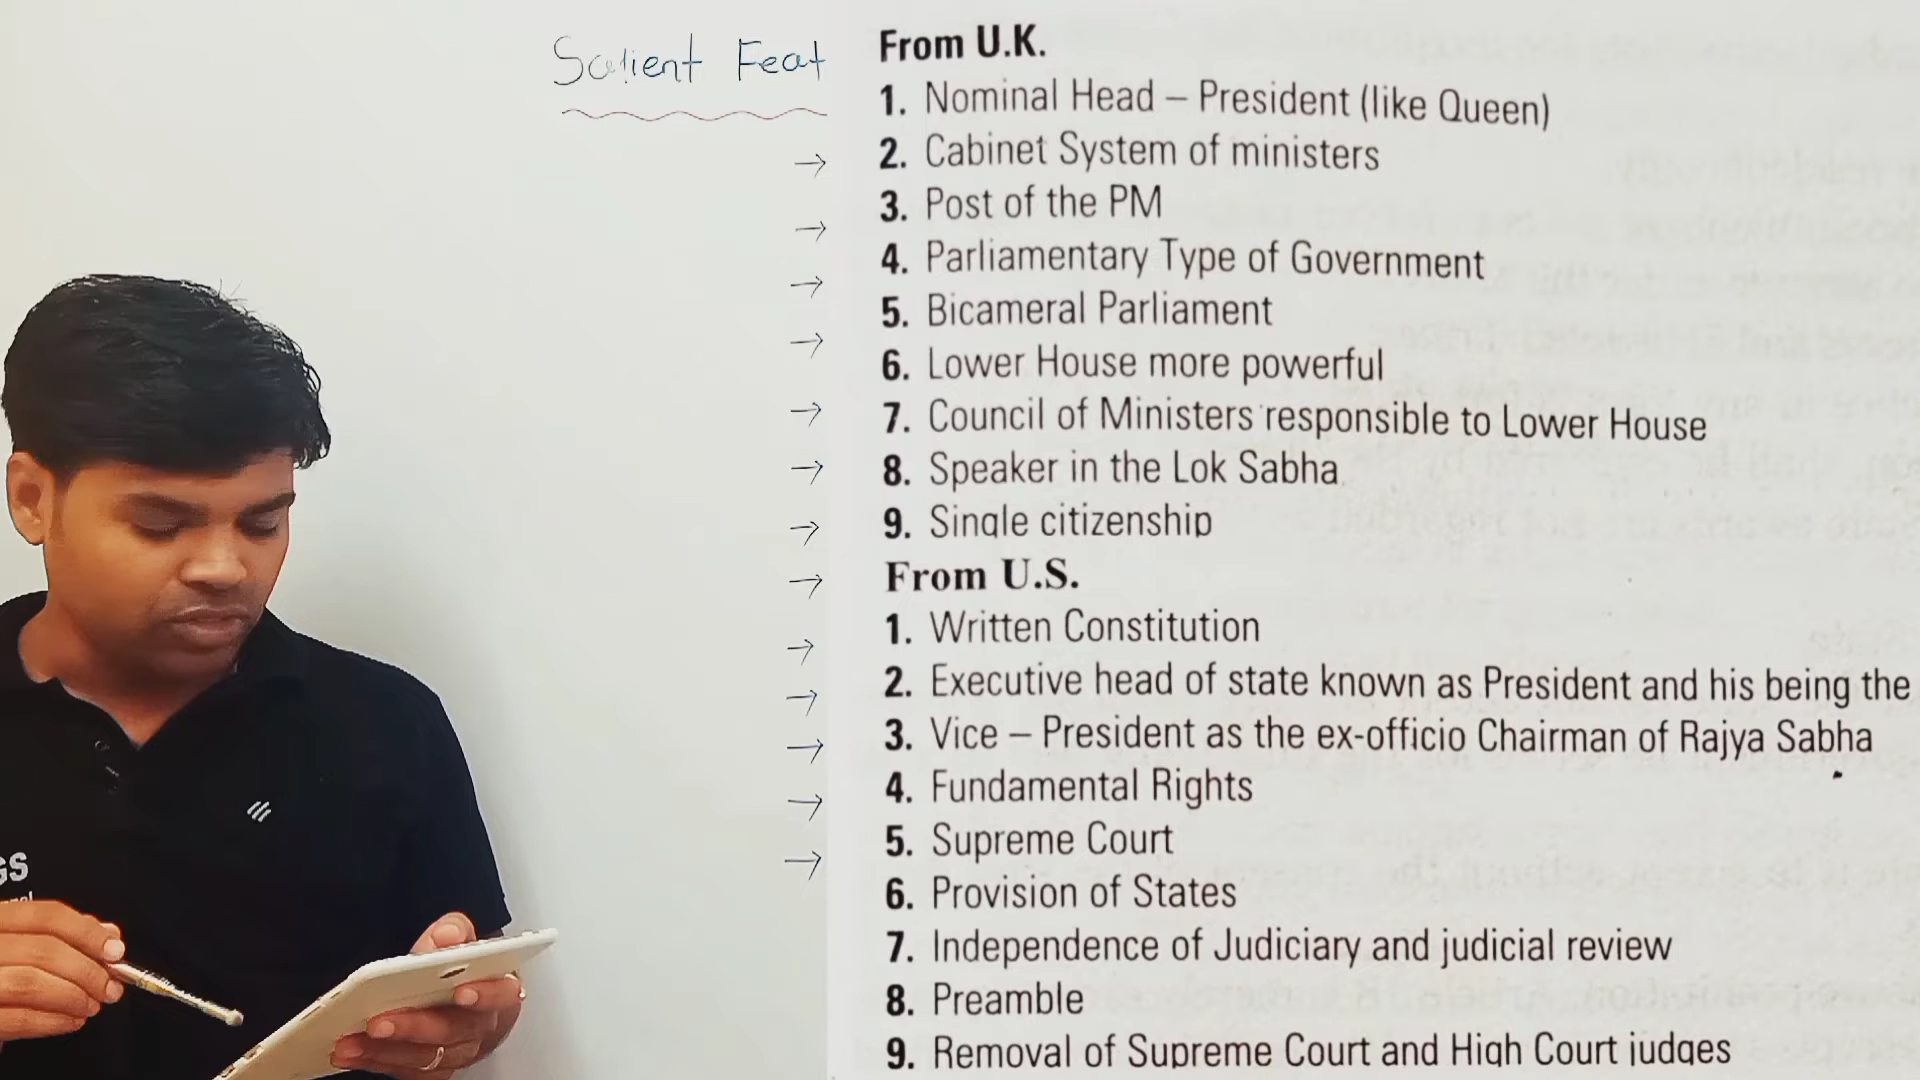 Salient Feat
From U.K.
1. Nominal Head – President (like Queen)
2. Cabinet System of ministers
3. Post of the PM
4. Parliamentary Type of Government
5. Bicameral Parliament
6. Lower House more powerful
7. Council of Ministers responsible to Lower House
8. Speaker in the Lok Sabha
9. Single citizenship
From U.S.
1. Written Constitution
2. Executive head of state known as President and his being the
3. Vice – President as the ex-officio Chairman of Rajya Sabha
4. Fundamental Rights
5. Supreme Court
6. Provision of States
7. Independence of Judiciary and judicial review
8. Preamble
9. Removal of Supreme Court and High Court judges
GS